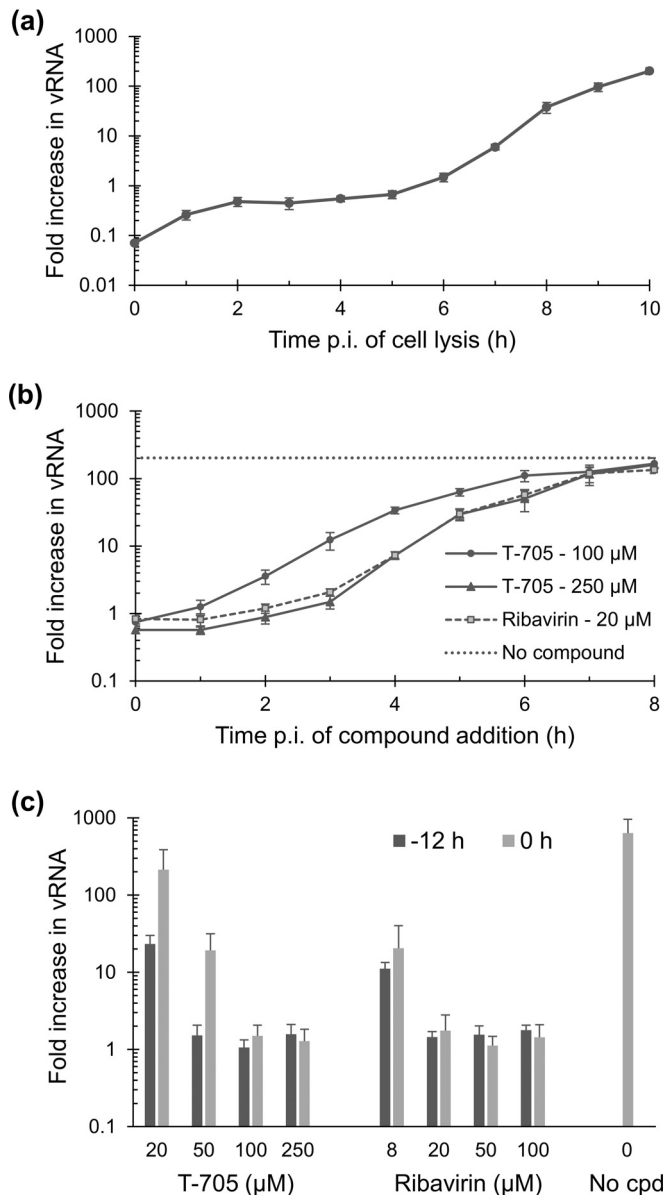 (a)
1000
100
10
1
0.1
0.01
Fold increase in vRNA
0 2 4 6 8 10
Time p.i. of cell lysis (h)
(b)
1000
100
10
1
0.1
Fold increase in vRNA
T-705 - 100 µM
T-705 - 250 µM
Ribavirin - 20 µM
No compound
0 2 4 6 8
Time p.i. of compound addition (h)
(c)
1000
100
10
1
0.1
Fold increase in vRNA
-12 h 0 h
20 50 100 250 8 20 50 100 0
T-705 (µM) Ribavirin (µM) No cpd